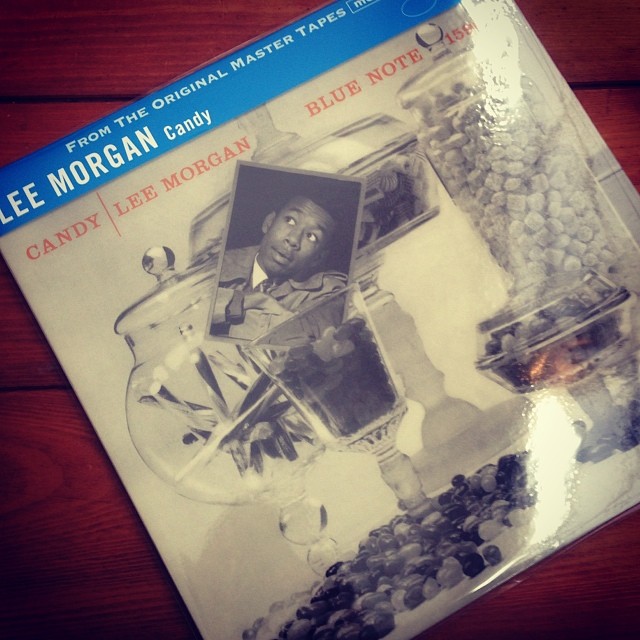 FROM THE ORIGINAL MASTER TAPES
LEE MORGAN Candy
CANDY | LEE MORGAN BLUE NOTE